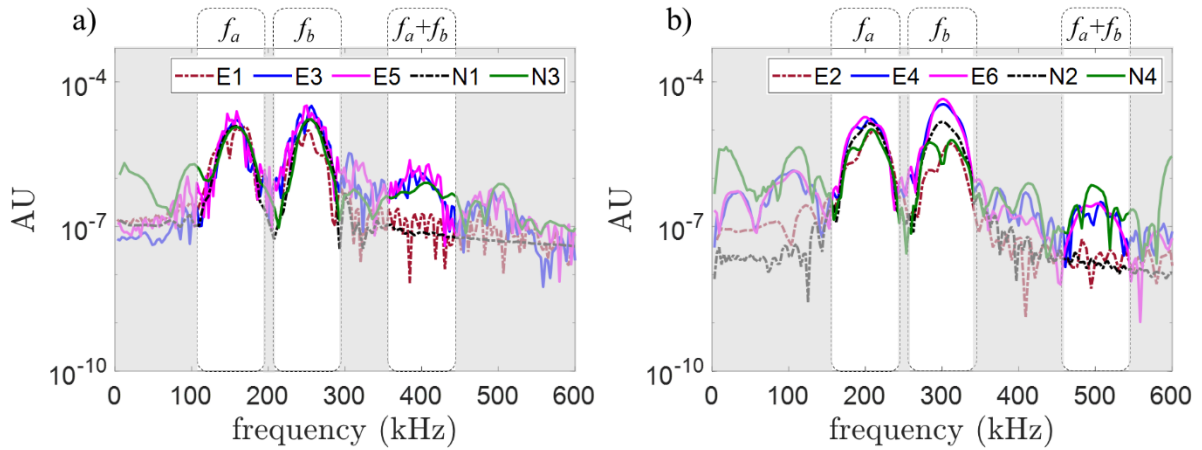 a)
f_a
f_b
f_a+f_b
E1 E3 E5 N1 N3
AU
10^-4
10^-7
10^-10
0 100 200 300 400 500 600
frequency (kHz)
b)
f_a
f_b
f_a+f_b
E2 E4 E6 N2 N4
AU
10^-4
10^-7
10^-10
0 100 200 300 400 500 600
frequency (kHz)